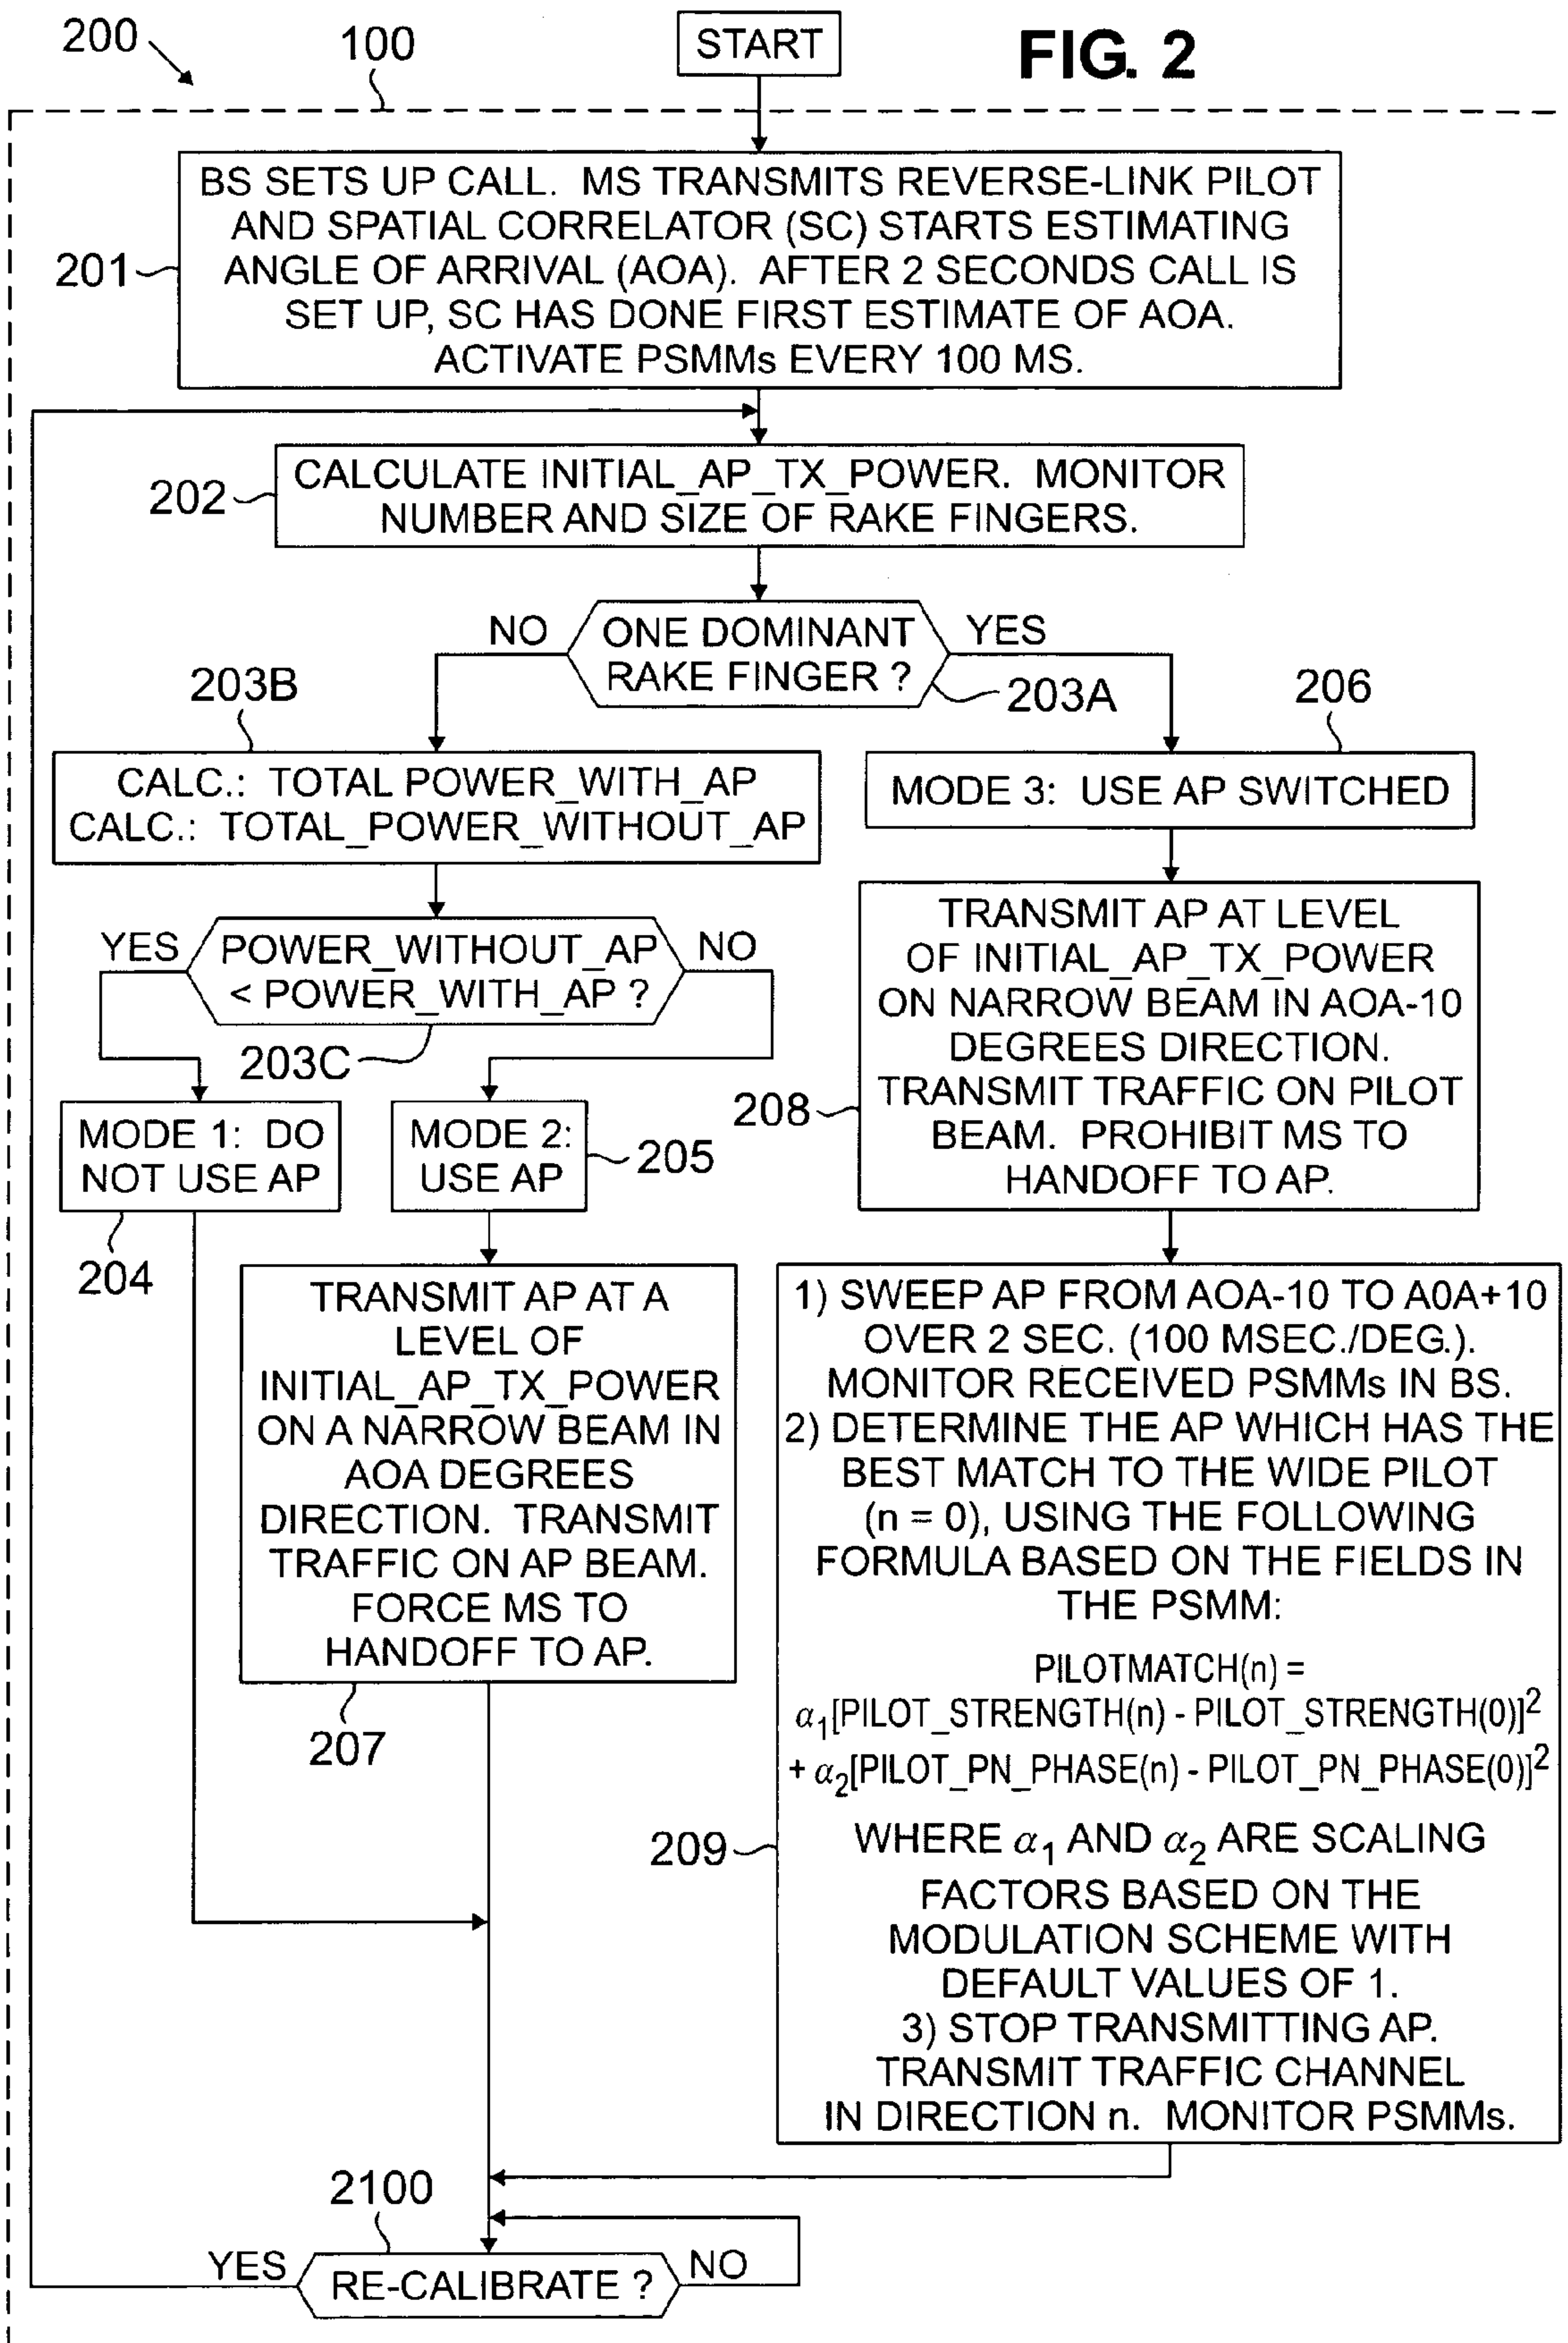 200
100
START
FIG. 2
BS SETS UP CALL. MS TRANSMITS REVERSE-LINK PILOT
AND SPATIAL CORRELATOR (SC) STARTS ESTIMATING
ANGLE OF ARRIVAL (AOA). AFTER 2 SECONDS CALL IS
SET UP, SC HAS DONE FIRST ESTIMATE OF AOA.
ACTIVATE PSMMs EVERY 100 MS.
201
CALCULATE INITIAL_AP_TX_POWER. MONITOR
NUMBER AND SIZE OF RAKE FINGERS.
202
NO
ONE DOMINANT
RAKE FINGER ?
YES
203A
203B
CALC.: TOTAL POWER_WITH_AP
CALC.: TOTAL_POWER_WITHOUT_AP
206
MODE 3: USE AP SWITCHED
YES
POWER_WITHOUT_AP
< POWER_WITH_AP ?
NO
203C
MODE 1: DO
NOT USE AP
204
MODE 2:
USE AP
205
TRANSMIT AP AT LEVEL
OF INITIAL_AP_TX_POWER
ON NARROW BEAM IN AOA-10
DEGREES DIRECTION.
TRANSMIT TRAFFIC ON PILOT
BEAM. PROHIBIT MS TO
HANDOFF TO AP.
208
TRANSMIT AP AT A
LEVEL OF
INITIAL_AP_TX_POWER
ON A NARROW BEAM IN
AOA DEGREES
DIRECTION. TRANSMIT
TRAFFIC ON AP BEAM.
FORCE MS TO
HANDOFF TO AP.
207
1) SWEEP AP FROM AOA-10 TO A0A+10
OVER 2 SEC. (100 MSEC./DEG.).
MONITOR RECEIVED PSMMs IN BS.
2) DETERMINE THE AP WHICH HAS THE
BEST MATCH TO THE WIDE PILOT
(n = 0), USING THE FOLLOWING
FORMULA BASED ON THE FIELDS IN
THE PSMM:
PILOTMATCH(n) =
α₁[PILOT_STRENGTH(n) - PILOT_STRENGTH(0)]²
+ α₂[PILOT_PN_PHASE(n) - PILOT_PN_PHASE(0)]²
WHERE α₁ AND α₂ ARE SCALING
FACTORS BASED ON THE
MODULATION SCHEME WITH
DEFAULT VALUES OF 1.
3) STOP TRANSMITTING AP.
TRANSMIT TRAFFIC CHANNEL
IN DIRECTION n. MONITOR PSMMs.
209
2100
YES
RE-CALIBRATE ?
NO